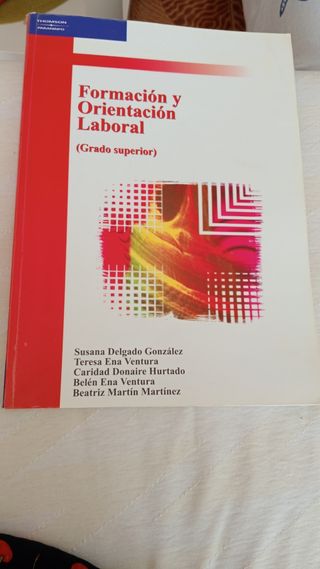 THOMSON
PARANINFO
Formación y
Orientación
Laboral
(Grado superior)
Susana Delgado González
Teresa Ena Ventura
Caridad Donaire Hurtado
Belén Ena Ventura
Beatriz Martín Martínez